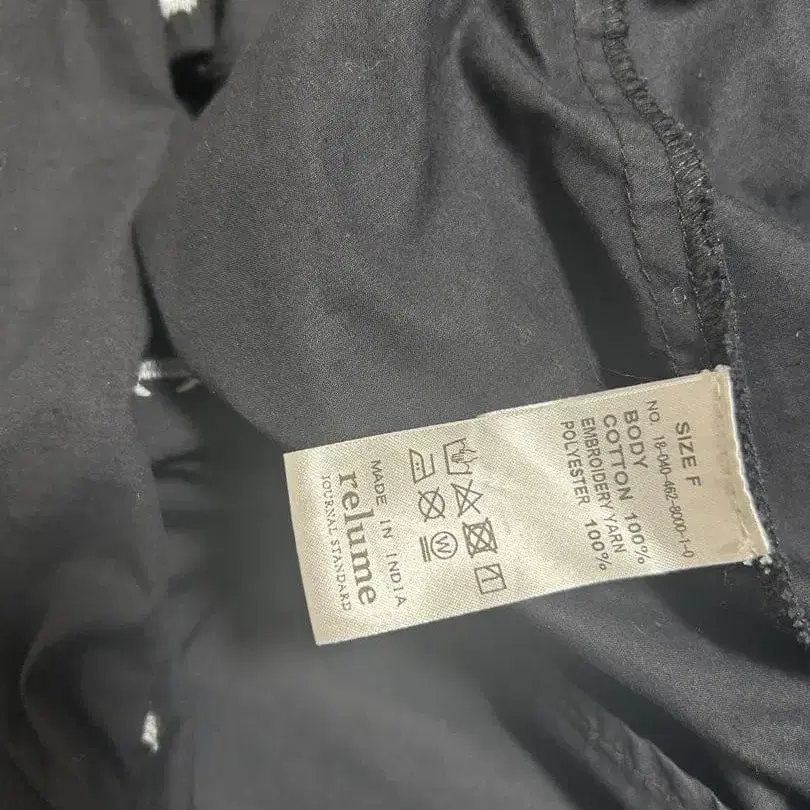 SIZE F
NO. 18-040-462-8000-1-0
BODY
COTTON 100%
EMBROIDERY YARN
POLYESTER 100%
W
MADE IN INDIA
relume
JOURNAL STANDARD